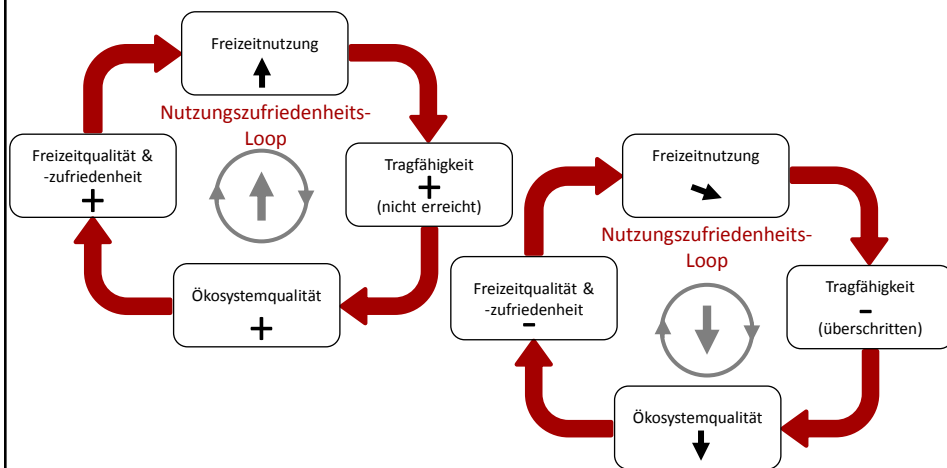 Freizeitnutzung
Nutzungszufriedenheits-
Loop
Freizeitqualität &
-zufriedenheit
+
Tragfähigkeit
+
(nicht erreicht)
Ökosystemqualität
+
Freizeitnutzung
Nutzungszufriedenheits-
Loop
Freizeitqualität &
-zufriedenheit
-
Tragfähigkeit
-
(überschritten)
Ökosystemqualität